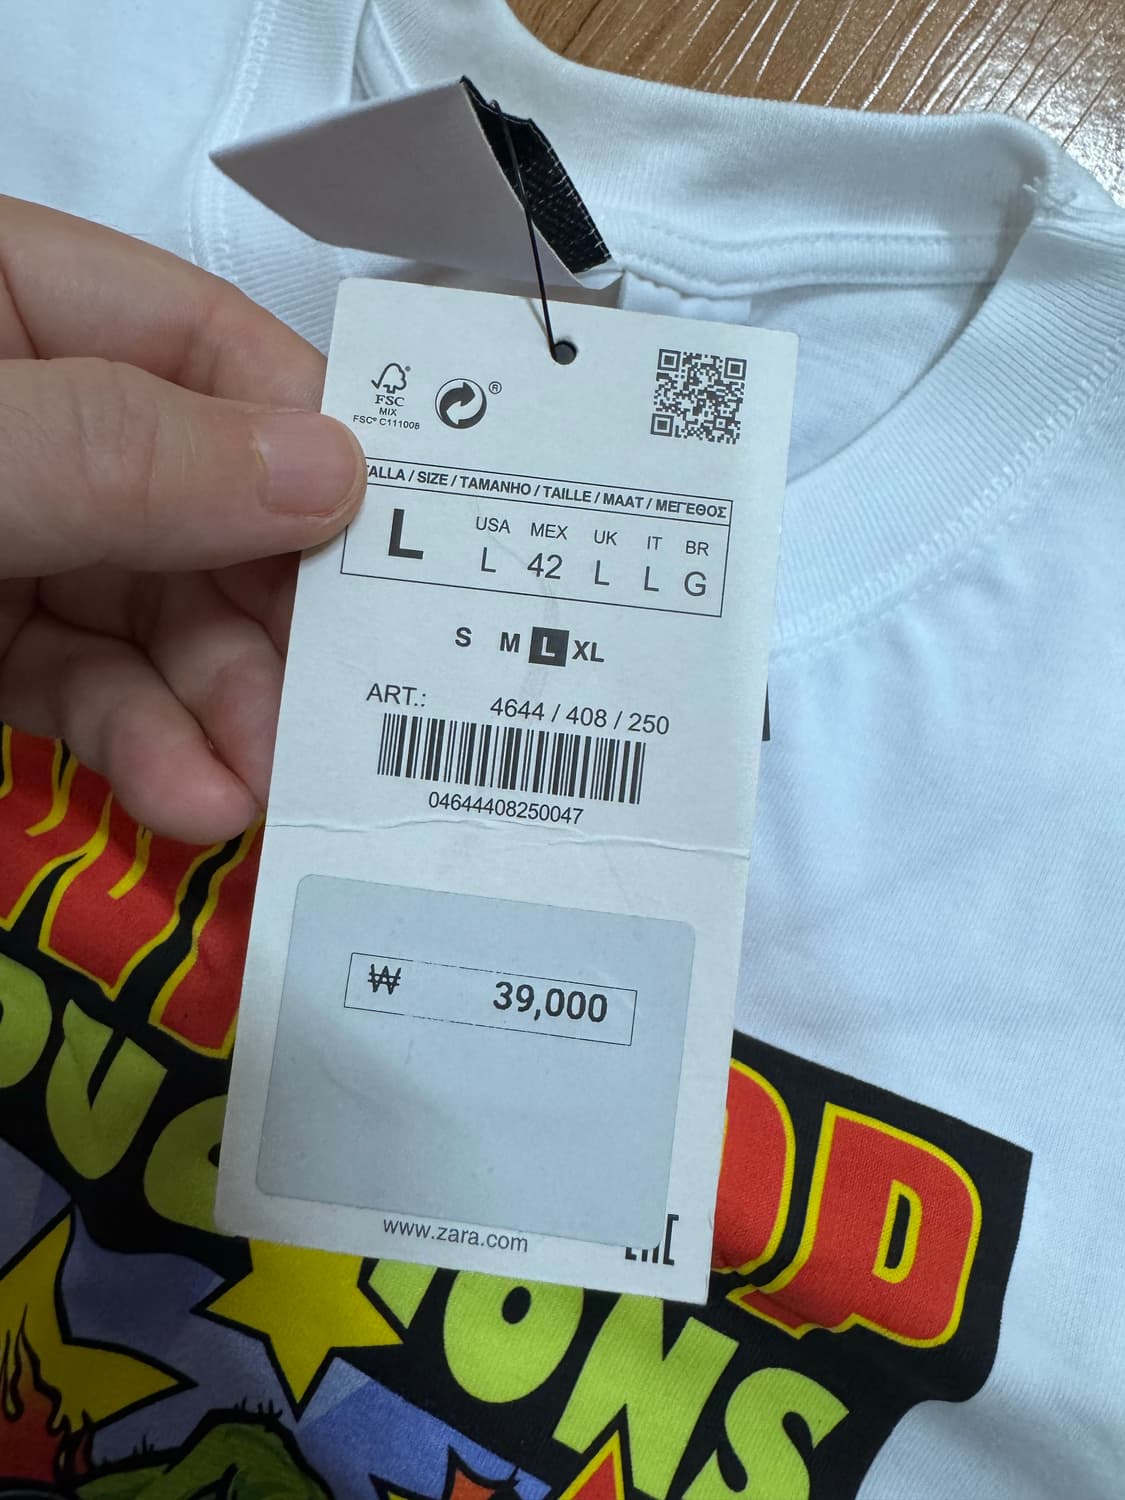 FSC®
MIX
FSC® C111008
®
TALLA / SIZE / TAMANHO / TAILLE / MAAT / ΜΕΓΕΘΟΣ
L
USA MEX UK IT BR
L 42 L L G
S M L XL
ART.: 4644 / 408 / 250
04644408250047
₩ 39,000
www.zara.com
IONS